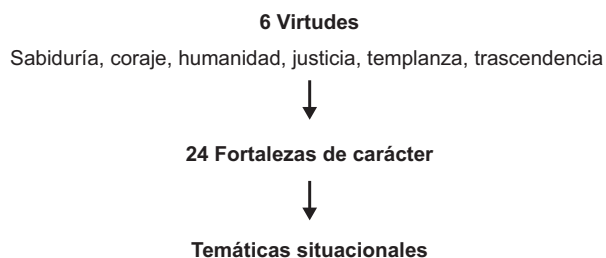 6 Virtudes
Sabiduría, coraje, humanidad, justicia, templanza, trascendencia
24 Fortalezas de carácter
Temáticas situacionales